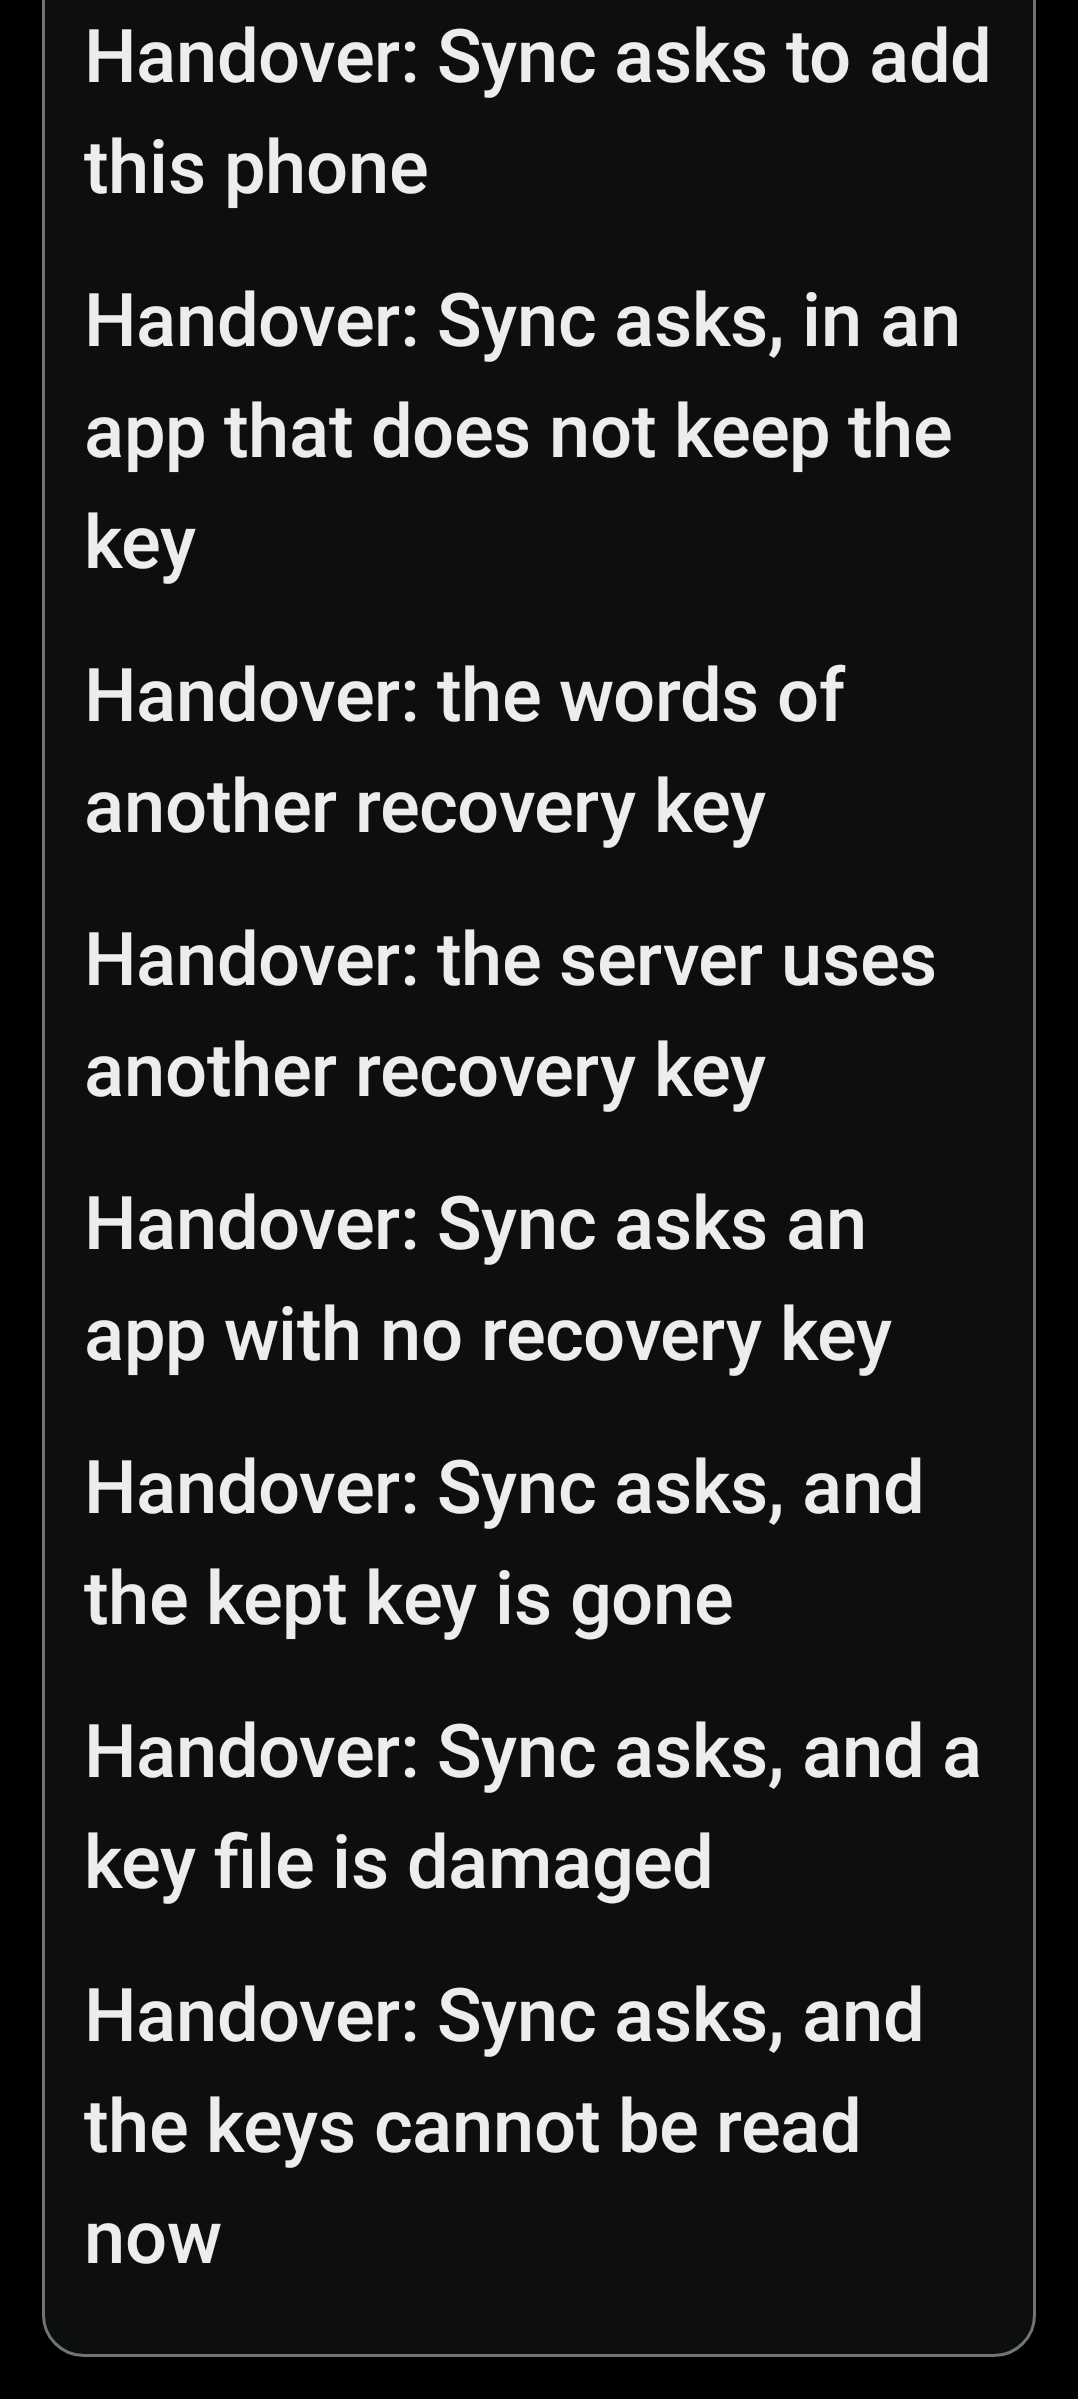 Handover: Sync asks to add
this phone
Handover: Sync asks, in an
app that does not keep the
key
Handover: the words of
another recovery key
Handover: the server uses
another recovery key
Handover: Sync asks an
app with no recovery key
Handover: Sync asks, and
the kept key is gone
Handover: Sync asks, and a
key file is damaged
Handover: Sync asks, and
the keys cannot be read
now